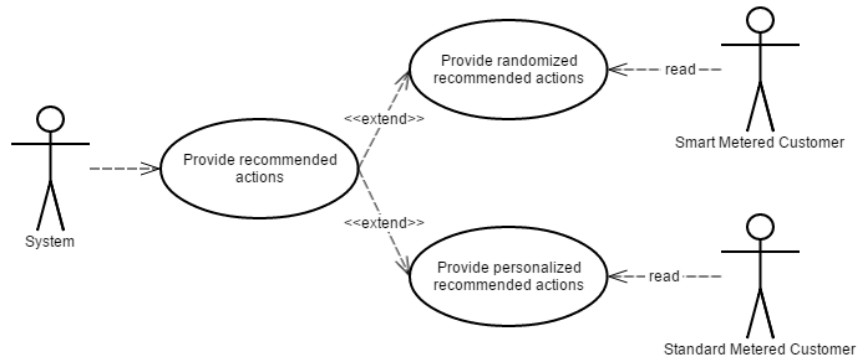 Provide randomized
recommended actions
read
Smart Metered Customer
<<extend>>
Provide recommended
actions
System
<<extend>>
Provide personalized
recommended actions
read
Standard Metered Customer